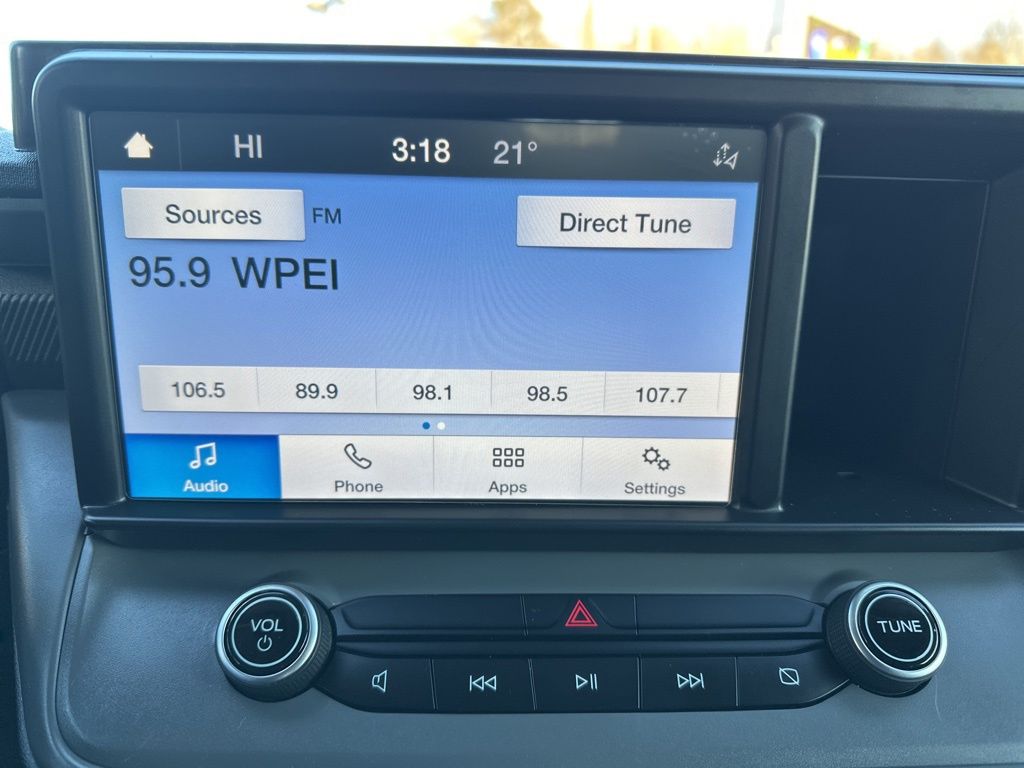 HI 3:18 21°
Sources FM Direct Tune
95.9 WPEI
106.5 89.9 98.1 98.5 107.7
Audio Phone Apps Settings
VOL TUNE